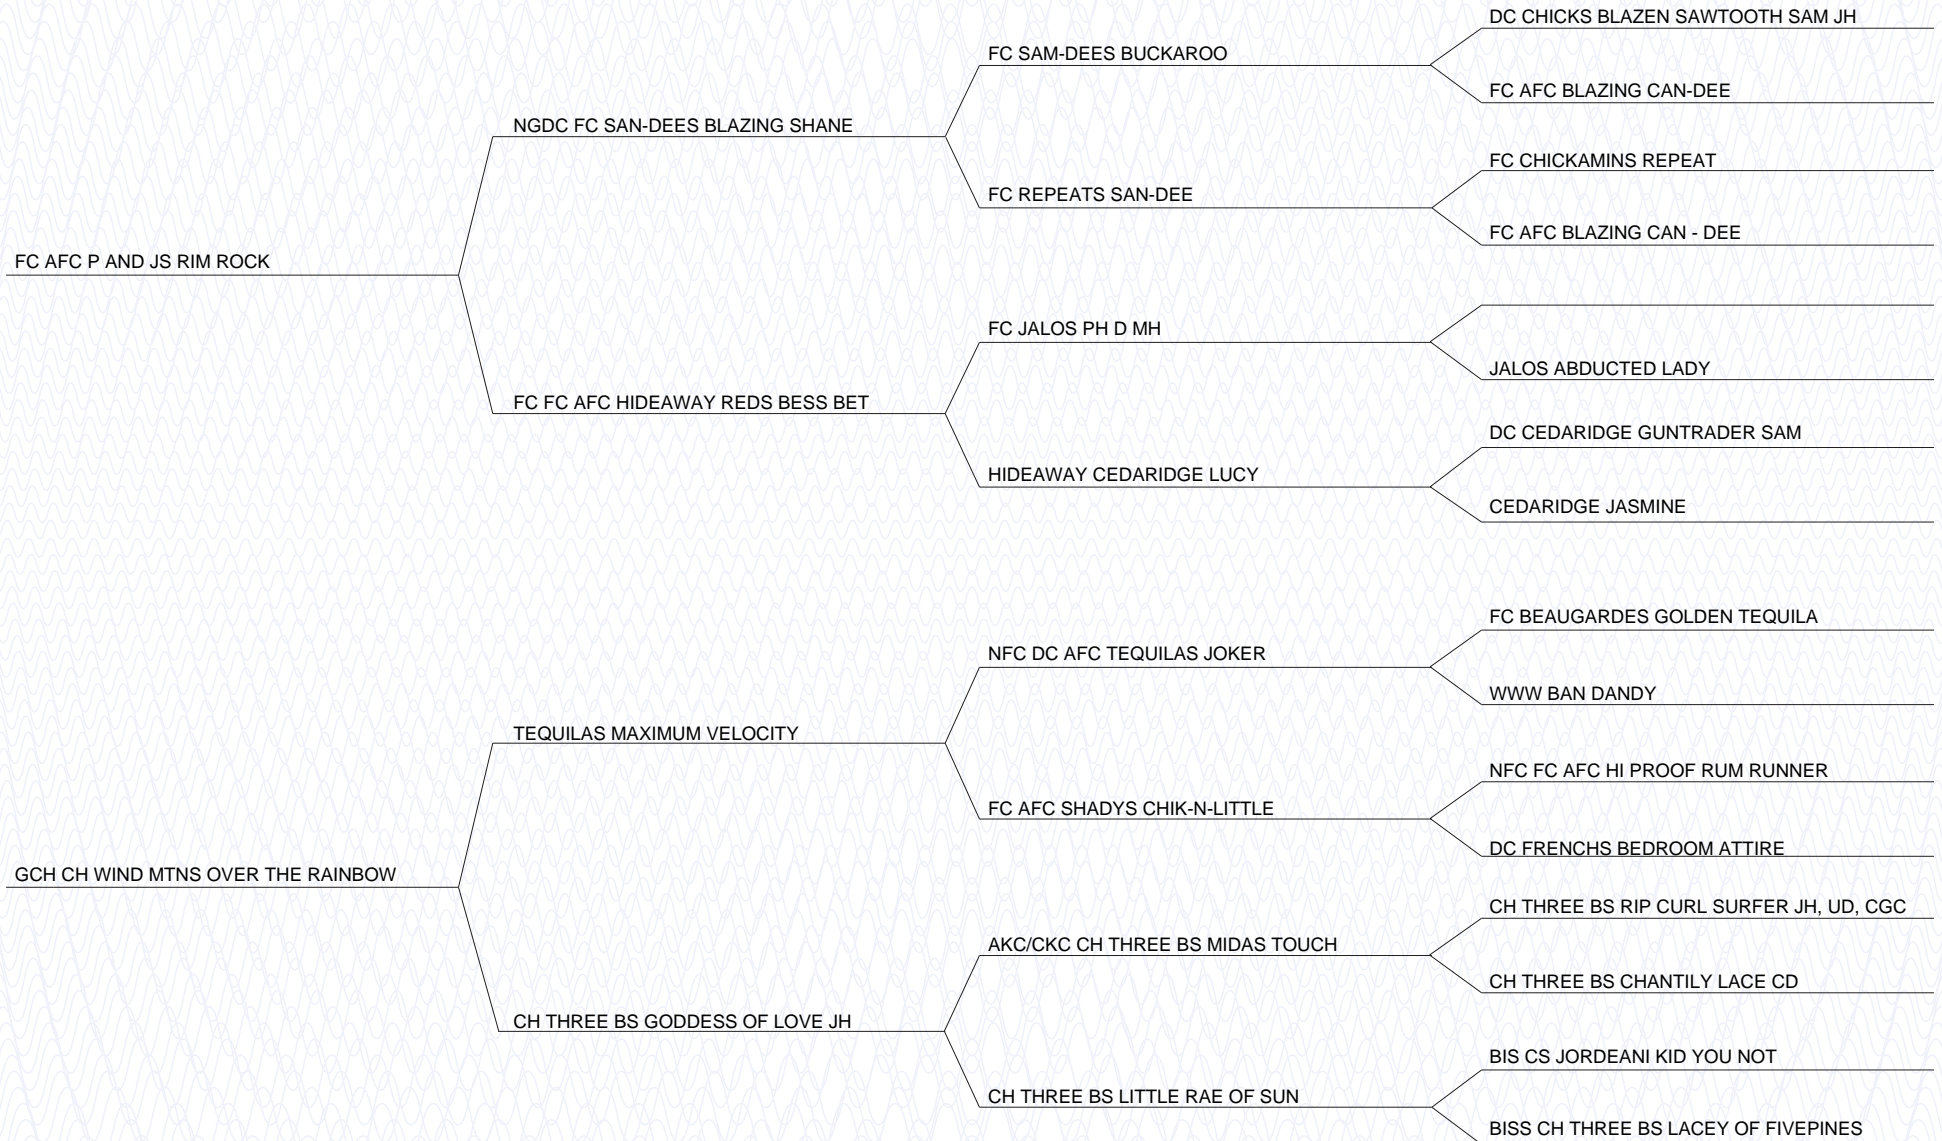 DC CHICKS BLAZEN SAWTOOTH SAM JH
FC SAM-DEES BUCKAROO
FC AFC BLAZING CAN-DEE
NGDC FC SAN-DEES BLAZING SHANE
FC CHICKAMINS REPEAT
FC REPEATS SAN-DEE
FC AFC BLAZING CAN - DEE
FC AFC P AND JS RIM ROCK
FC JALOS PH D MH
JALOS ABDUCTED LADY
FC FC AFC HIDEAWAY REDS BESS BET
DC CEDARIDGE GUNTRADER SAM
HIDEAWAY CEDARIDGE LUCY
CEDARIDGE JASMINE
FC BEAUGARDES GOLDEN TEQUILA
NFC DC AFC TEQUILAS JOKER
WWW BAN DANDY
TEQUILAS MAXIMUM VELOCITY
NFC FC AFC HI PROOF RUM RUNNER
FC AFC SHADYS CHIK-N-LITTLE
DC FRENCHS BEDROOM ATTIRE
GCH CH WIND MTNS OVER THE RAINBOW
CH THREE BS RIP CURL SURFER JH, UD, CGC
AKC/CKC CH THREE BS MIDAS TOUCH
CH THREE BS CHANTILY LACE CD
CH THREE BS GODDESS OF LOVE JH
BIS CS JORDEANI KID YOU NOT
CH THREE BS LITTLE RAE OF SUN
BISS CH THREE BS LACEY OF FIVEPINES